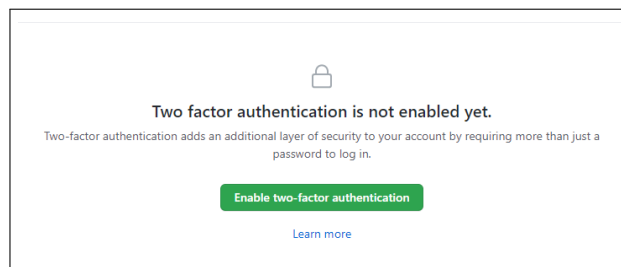 Two factor authentication is not enabled yet.
Two-factor authentication adds an additional layer of security to your account by requiring more than just a
password to log in.
Enable two-factor authentication
Learn more